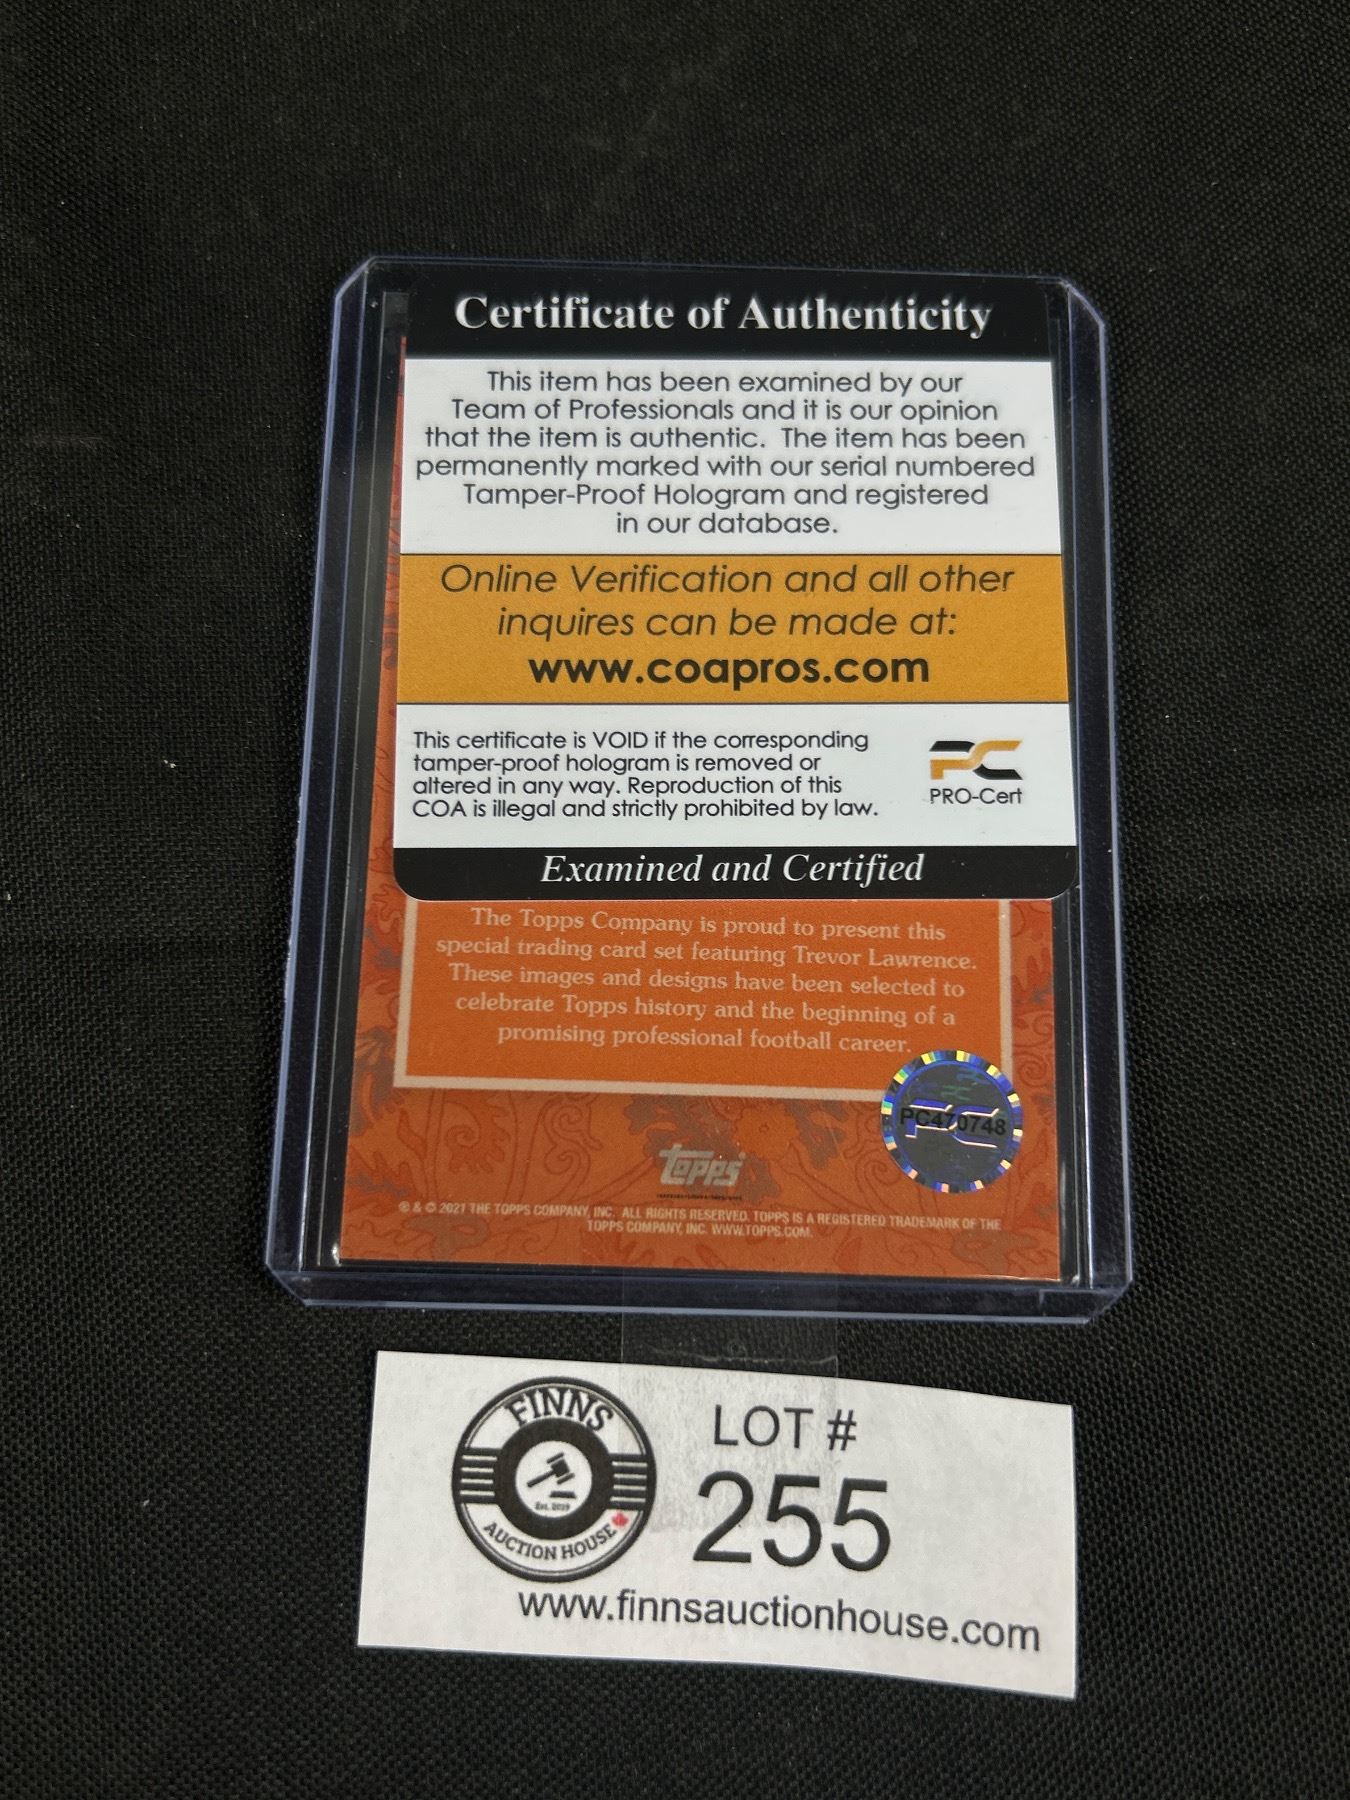 Certificate of Authenticity
This item has been examined by our
Team of Professionals and it is our opinion
that the item is authentic. The item has been
permanently marked with our serial numbered
Tamper-Proof Hologram and registered
in our database.
Online Verification and all other
inquires can be made at:
www.coapros.com
This certificate is VOID if the corresponding
tamper-proof hologram is removed or
altered in any way. Reproduction of this
COA is illegal and strictly prohibited by law.
PC
PRO-Cert
Examined and Certified
The Topps Company is proud to present this
special trading card set featuring Trevor Lawrence.
These images and designs have been selected to
celebrate Topps history and the beginning of a
promising professional football career.
PC
PC470748
topps
® & © 2021 THE TOPPS COMPANY, INC. ALL RIGHTS RESERVED. TOPPS IS A REGISTERED TRADEMARK OF THE
TOPPS COMPANY, INC. WWW.TOPPS.COM.
FINNS
Est. 2019
AUCTION HOUSE
LOT #
255
www.finnsauctionhouse.com